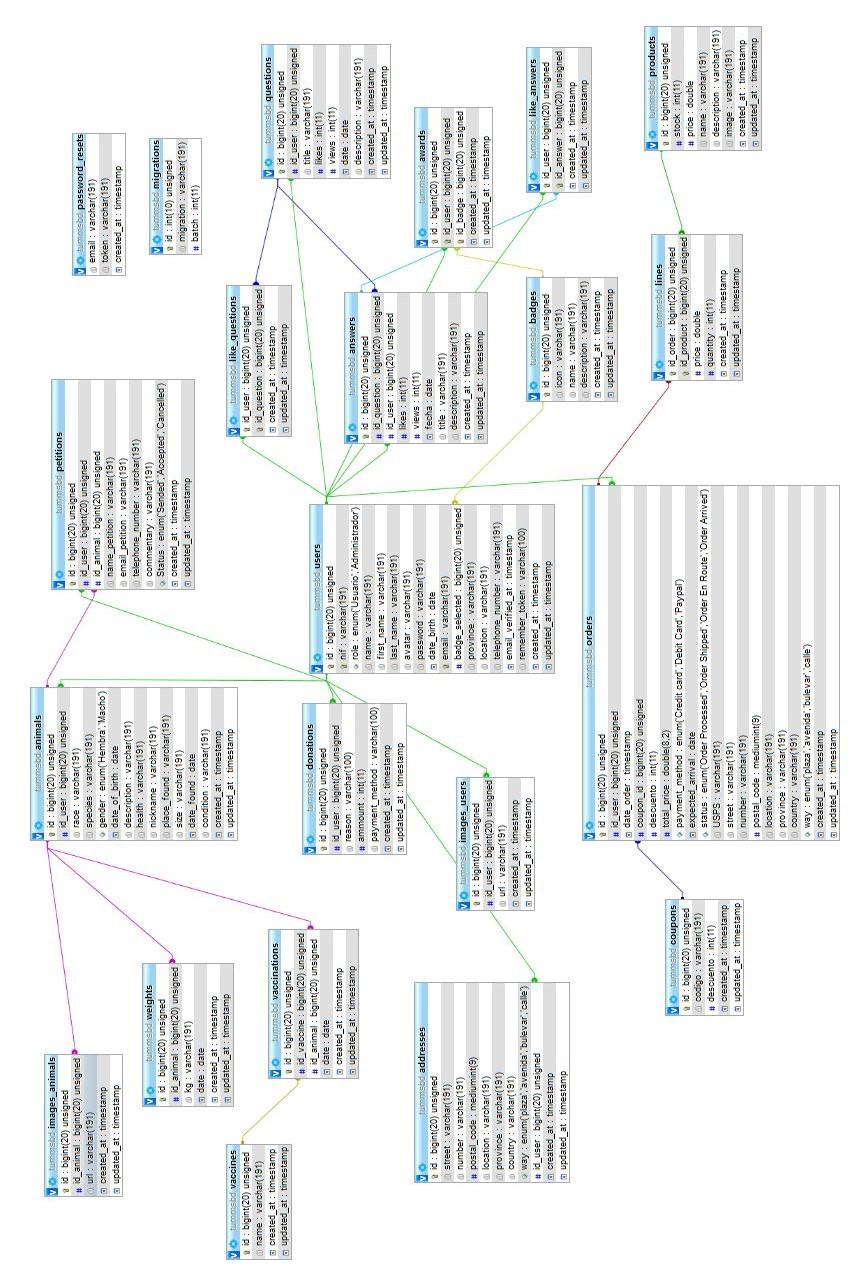 tummsbd questions
id : bigint(20) unsigned
id_user : bigint(20) unsigned
title : varchar(191)
likes : int(11)
views : int(11)
date : date
description : varchar(191)
created_at : timestamp
updated_at : timestamp
tummsbd like_answers
id_user : bigint(20) unsigned
id_answer : bigint(20) unsigned
created_at : timestamp
updated_at : timestamp
tummsbd products
id : bigint(20) unsigned
stock : int(11)
price : double
name : varchar(191)
description : varchar(191)
image : varchar(191)
created_at : timestamp
updated_at : timestamp
tummsbd password_resets
email : varchar(191)
token : varchar(191)
created_at : timestamp
tummsbd migrations
id : int(10) unsigned
migration : varchar(191)
batch : int(11)
tummsbd awards
id : bigint(20) unsigned
id_user : bigint(20) unsigned
id_badge : bigint(20) unsigned
created_at : timestamp
updated_at : timestamp
tummsbd like_questions
id_user : bigint(20) unsigned
id_question : bigint(20) unsigned
created_at : timestamp
updated_at : timestamp
tummsbd answers
id : bigint(20) unsigned
id_question : bigint(20) unsigned
id_user : bigint(20) unsigned
likes : int(11)
views : int(11)
fecha : date
title : varchar(191)
description : varchar(191)
created_at : timestamp
updated_at : timestamp
tummsbd badges
id : bigint(20) unsigned
icon : varchar(191)
name : varchar(191)
description : varchar(191)
created_at : timestamp
updated_at : timestamp
tummsbd lines
id_order : bigint(20) unsigned
id_product : bigint(20) unsigned
price : double
quantity : int(11)
created_at : timestamp
updated_at : timestamp
tummsbd petitions
id : bigint(20) unsigned
id_user : bigint(20) unsigned
id_animal : bigint(20) unsigned
name_petition : varchar(191)
email_petition : varchar(191)
telephone_number : varchar(191)
commentary : varchar(191)
Status : enum('Sended','Accepted','Cancelled')
created_at : timestamp
updated_at : timestamp
tummsbd users
id : bigint(20) unsigned
nif : varchar(191)
role : enum('Usuario','Administrador')
name : varchar(191)
first_name : varchar(191)
last_name : varchar(191)
avatar : varchar(191)
password : varchar(191)
date_birth : date
email : varchar(191)
badge_selected : bigint(20) unsigned
province : varchar(191)
location : varchar(191)
telephone_number : varchar(191)
email_verified_at : timestamp
remember_token : varchar(100)
created_at : timestamp
updated_at : timestamp
tummsbd orders
id : bigint(20) unsigned
id_user : bigint(20) unsigned
date_order : timestamp
coupon_id : bigint(20) unsigned
descuento : int(11)
total_price : double(8,2)
payment_method : enum('Credit card','Debit Card','Paypal')
expected_arrival : date
status : enum('Order Processed','Order Shipped','Order En Route','Order Arrived')
USPS : varchar(191)
street : varchar(191)
number : varchar(191)
postal_code : mediumint(9)
location : varchar(191)
province : varchar(191)
country : varchar(191)
way : enum('plaza','avenida','bulevar','calle')
created_at : timestamp
updated_at : timestamp
tummsbd animals
id : bigint(20) unsigned
id_user : bigint(20) unsigned
race : varchar(191)
species : varchar(191)
gender : enum('Hembra','Macho')
date_of_birth : date
description : varchar(191)
health : varchar(191)
nickname : varchar(191)
place_found : varchar(191)
size : varchar(191)
date_found : date
condition : varchar(191)
created_at : timestamp
updated_at : timestamp
tummsbd donations
id : bigint(20) unsigned
id_user : bigint(20) unsigned
reason : varchar(100)
ammount : int(11)
payment_method : varchar(100)
created_at : timestamp
updated_at : timestamp
tummsbd images_users
id : bigint(20) unsigned
id_user : bigint(20) unsigned
url : varchar(191)
created_at : timestamp
updated_at : timestamp
tummsbd coupons
id : bigint(20) unsigned
codigo : varchar(191)
descuento : int(11)
created_at : timestamp
updated_at : timestamp
tummsbd weights
id : bigint(20) unsigned
id_animal : bigint(20) unsigned
kg : varchar(191)
date : date
created_at : timestamp
updated_at : timestamp
tummsbd vaccinations
id : bigint(20) unsigned
id_vaccine : bigint(20) unsigned
id_animal : bigint(20) unsigned
date : date
created_at : timestamp
updated_at : timestamp
tummsbd images_animals
id : bigint(20) unsigned
id_animal : bigint(20) unsigned
url : varchar(191)
created_at : timestamp
updated_at : timestamp
tummsbd vaccines
id : bigint(20) unsigned
name : varchar(191)
created_at : timestamp
updated_at : timestamp
tummsbd addresses
id : bigint(20) unsigned
street : varchar(191)
number : varchar(191)
postal_code : mediumint(9)
location : varchar(191)
province : varchar(191)
country : varchar(191)
way : enum('plaza','avenida','bulevar','calle')
id_user : bigint(20) unsigned
created_at : timestamp
updated_at : timestamp